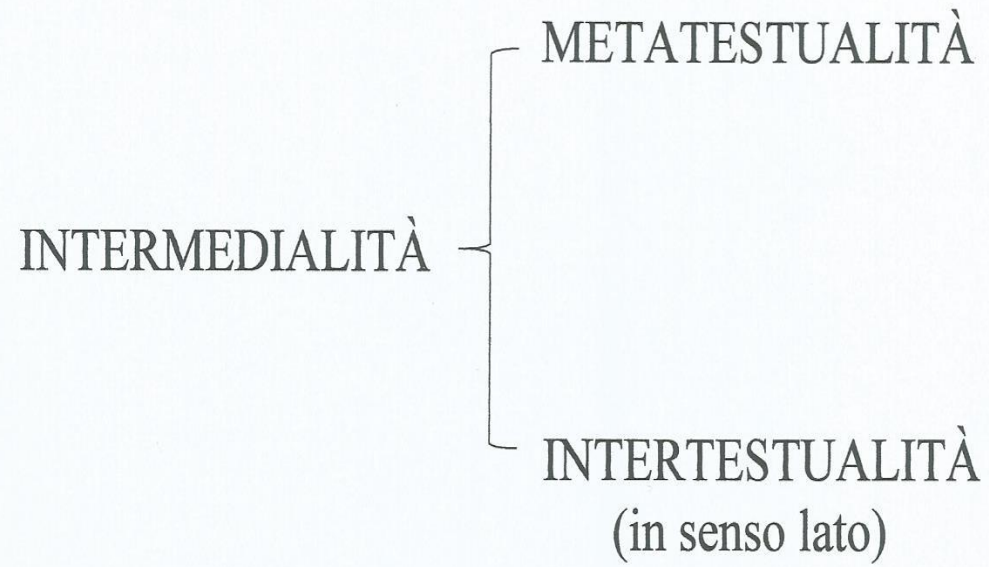 METATESTUALITÀ
INTERMEDIALITÀ
INTERTESTUALITÀ
(in senso lato)